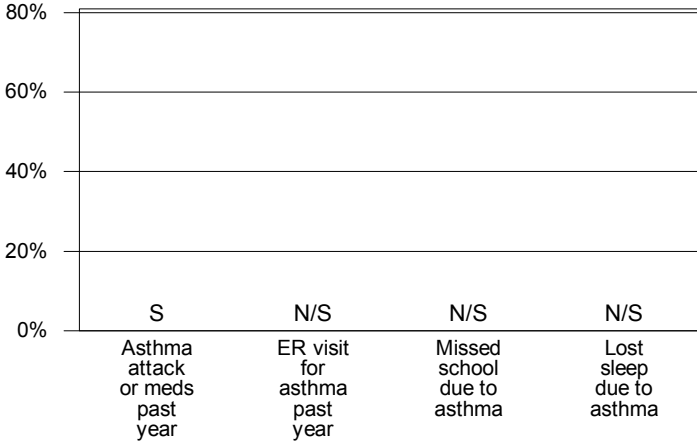 80%
60%
40%
20%
0%
S N/S N/S N/S
Asthma
attack
or meds
past
year
ER visit
for
asthma
past
year
Missed
school
due to
asthma
Lost
sleep
due to
asthma